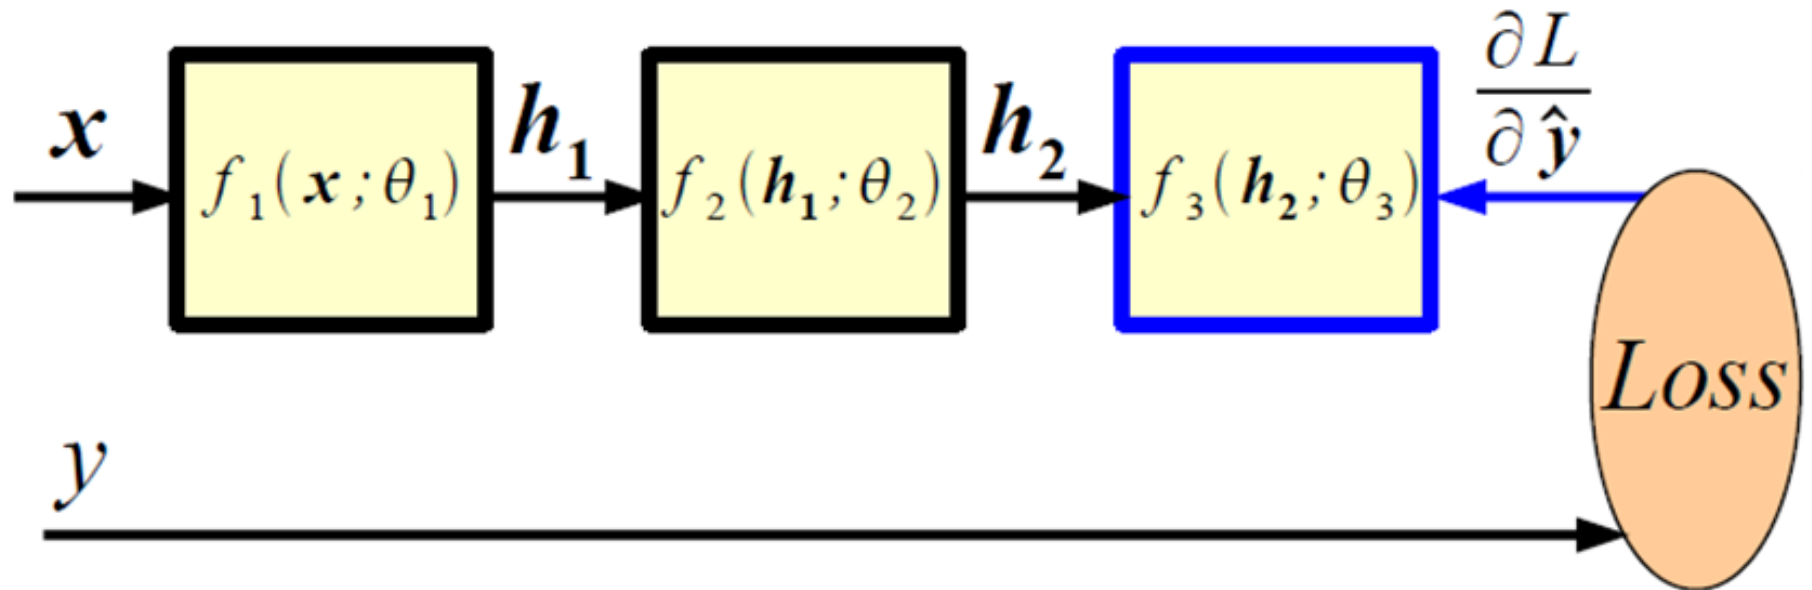 x
f₁(x;θ₁)
h₁
f₂(h₁;θ₂)
h₂
f₃(h₂;θ₃)
∂L
∂ŷ
Loss
y